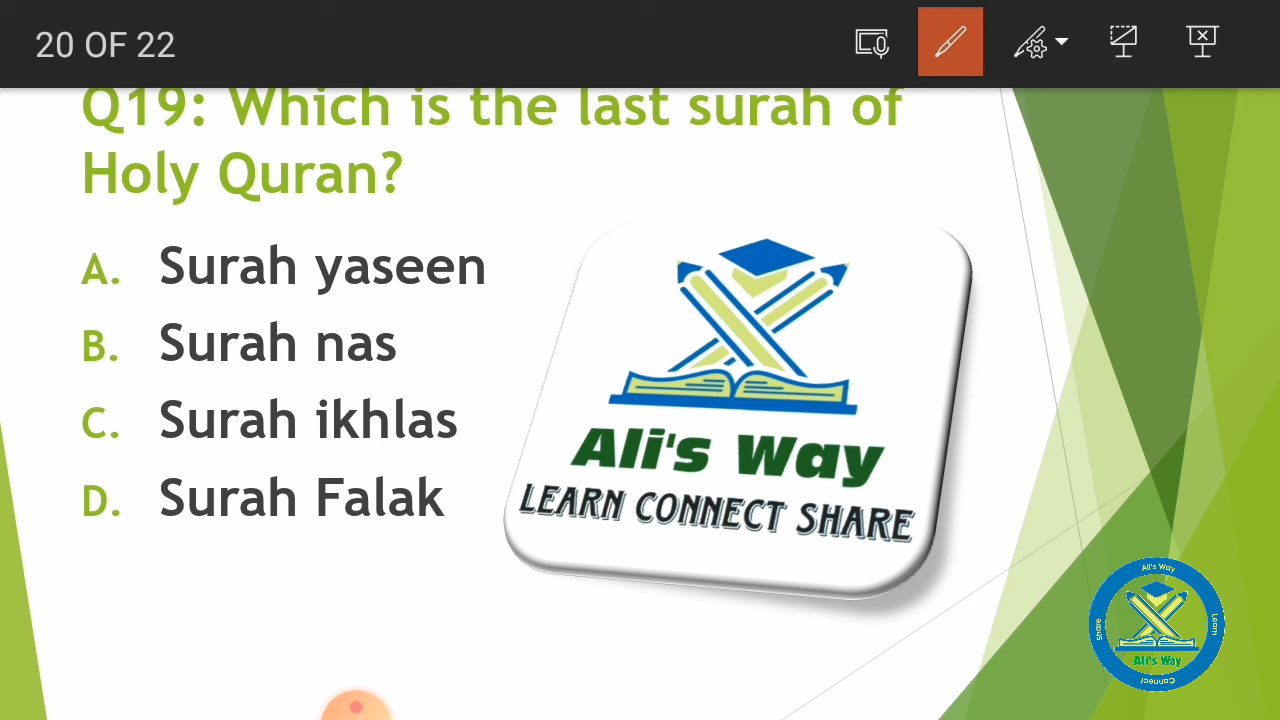 20 OF 22
Q19: Which is the last surah of
Holy Quran?
A. Surah yaseen
B. Surah nas
C. Surah ikhlas
D. Surah Falak
Ali's Way
LEARN CONNECT SHARE
Ali's Way
Share
Learn
Ali's Way
Connect